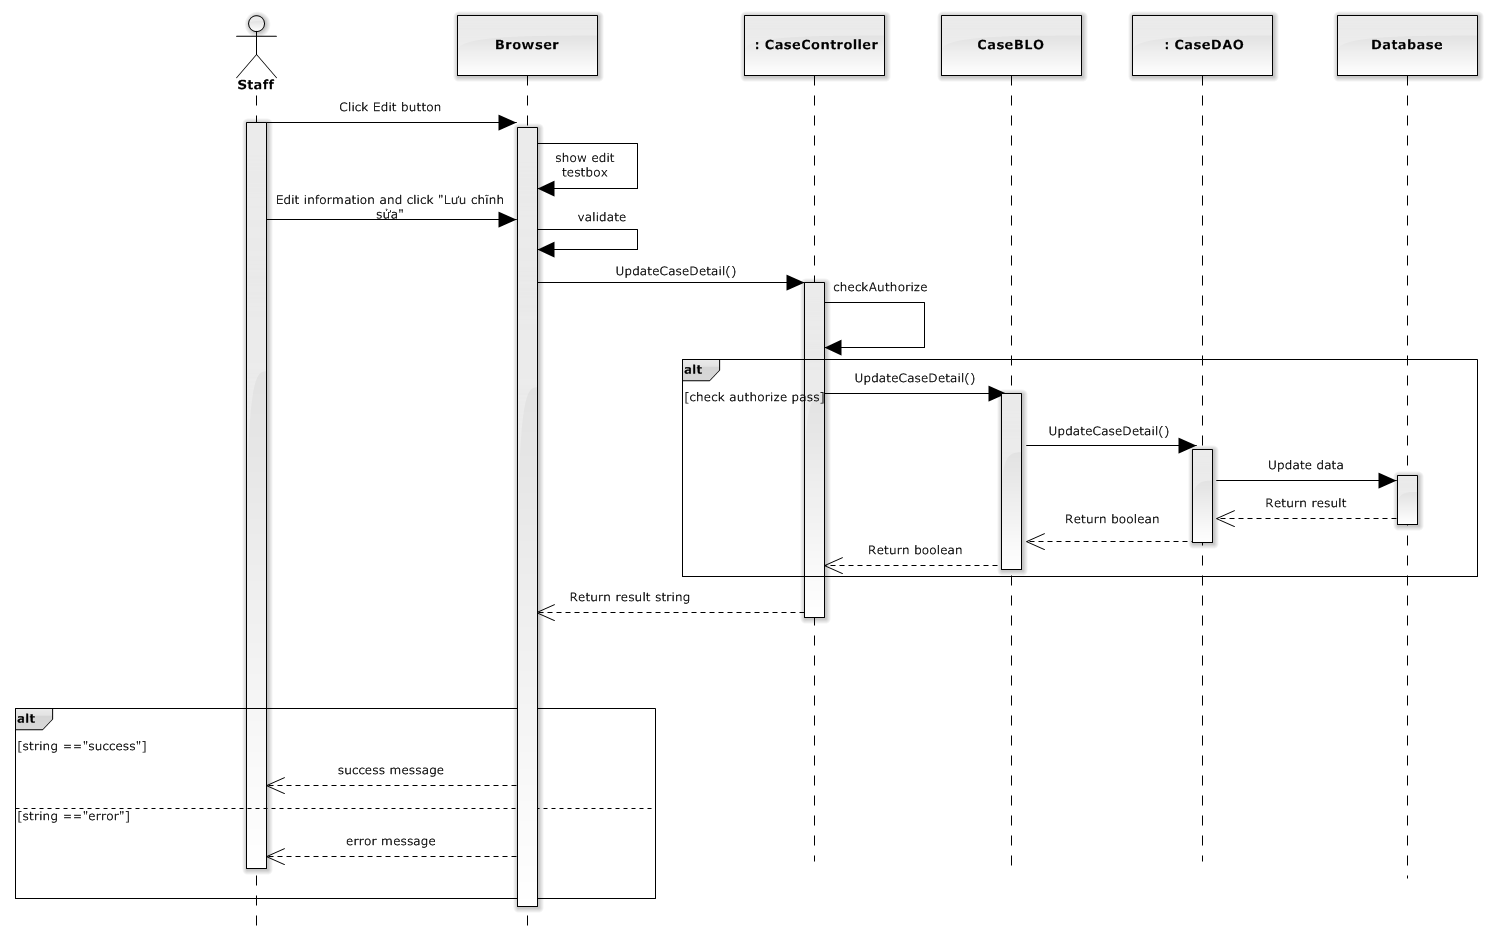 Staff
Browser
: CaseController
CaseBLO
: CaseDAO
Database
Click Edit button
show edit
testbox
Edit information and click "Lưu chĩnh
sửa"
validate
UpdateCaseDetail()
checkAuthorize
alt
[check authorize pass]
UpdateCaseDetail()
UpdateCaseDetail()
Update data
Return result
Return boolean
Return boolean
Return result string
alt
[string =="success"]
success message
[string =="error"]
error message